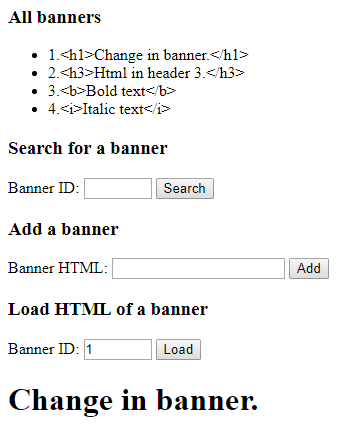 All banners
1.<h1>Change in banner.</h1>
2.<h3>Html in header 3.</h3>
3.<b>Bold text</b>
4.<i>Italic text</i>
Search for a banner
Banner ID: Search
Add a banner
Banner HTML: Add
Load HTML of a banner
Banner ID: 1 Load
Change in banner.